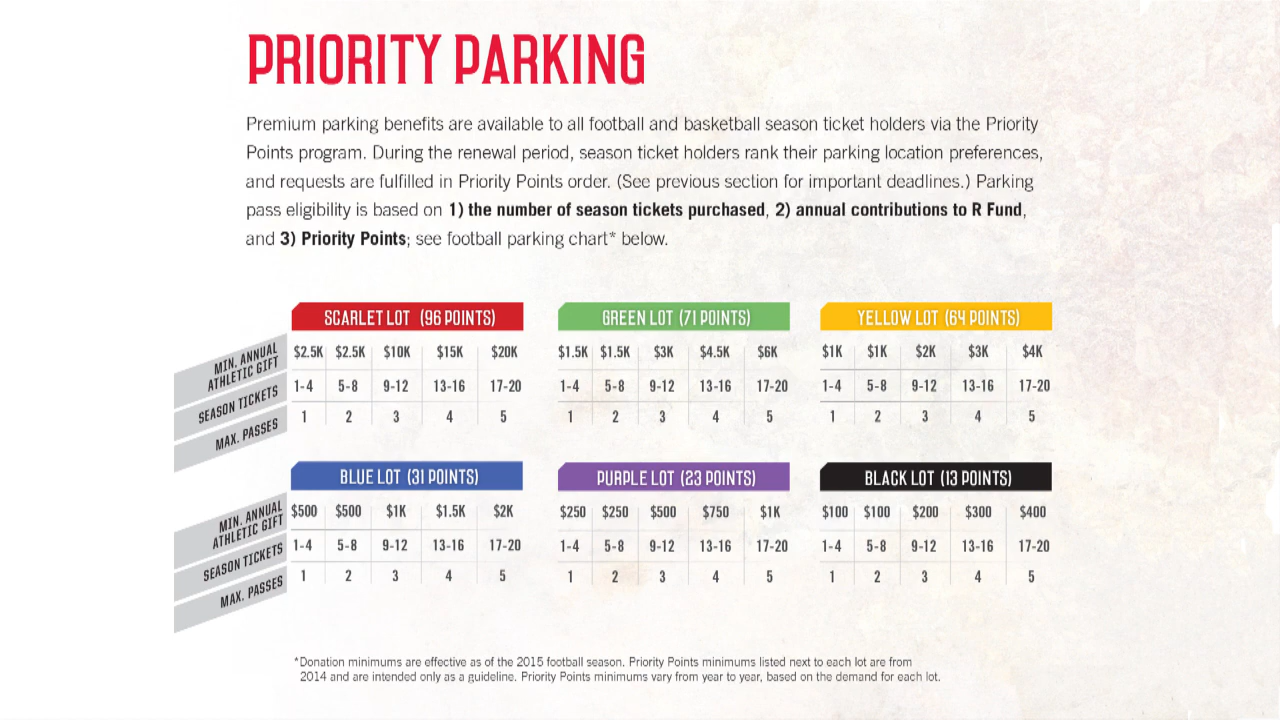 PRIORITY PARKING
Premium parking benefits are available to all football and basketball season ticket holders via the Priority
Points program. During the renewal period, season ticket holders rank their parking location preferences,
and requests are fulfilled in Priority Points order. (See previous section for important deadlines.) Parking
pass eligibility is based on 1) the number of season tickets purchased, 2) annual contributions to R Fund,
and 3) Priority Points; see football parking chart* below.
SCARLET LOT (96 POINTS) GREEN LOT (71 POINTS) YELLOW LOT (64 POINTS)
MIN. ANNUAL
ATHLETIC GIFT
$2.5K $2.5K $10K $15K $20K $1.5K $1.5K $3K $4.5K $6K $1K $1K $2K $3K $4K
SEASON TICKETS 1-4 5-8 9-12 13-16 17-20 1-4 5-8 9-12 13-16 17-20 1-4 5-8 9-12 13-16 17-20
MAX. PASSES 1 2 3 4 5 1 2 3 4 5 1 2 3 4 5
BLUE LOT (31 POINTS) PURPLE LOT (23 POINTS) BLACK LOT (13 POINTS)
MIN. ANNUAL
ATHLETIC GIFT
$500 $500 $1K $1.5K $2K $250 $250 $500 $750 $1K $100 $100 $200 $300 $400
SEASON TICKETS 1-4 5-8 9-12 13-16 17-20 1-4 5-8 9-12 13-16 17-20 1-4 5-8 9-12 13-16 17-20
MAX. PASSES 1 2 3 4 5 1 2 3 4 5 1 2 3 4 5
*Donation minimums are effective as of the 2015 football season. Priority Points minimums listed next to each lot are from
2014 and are intended only as a guideline. Priority Points minimums vary from year to year, based on the demand for each lot.